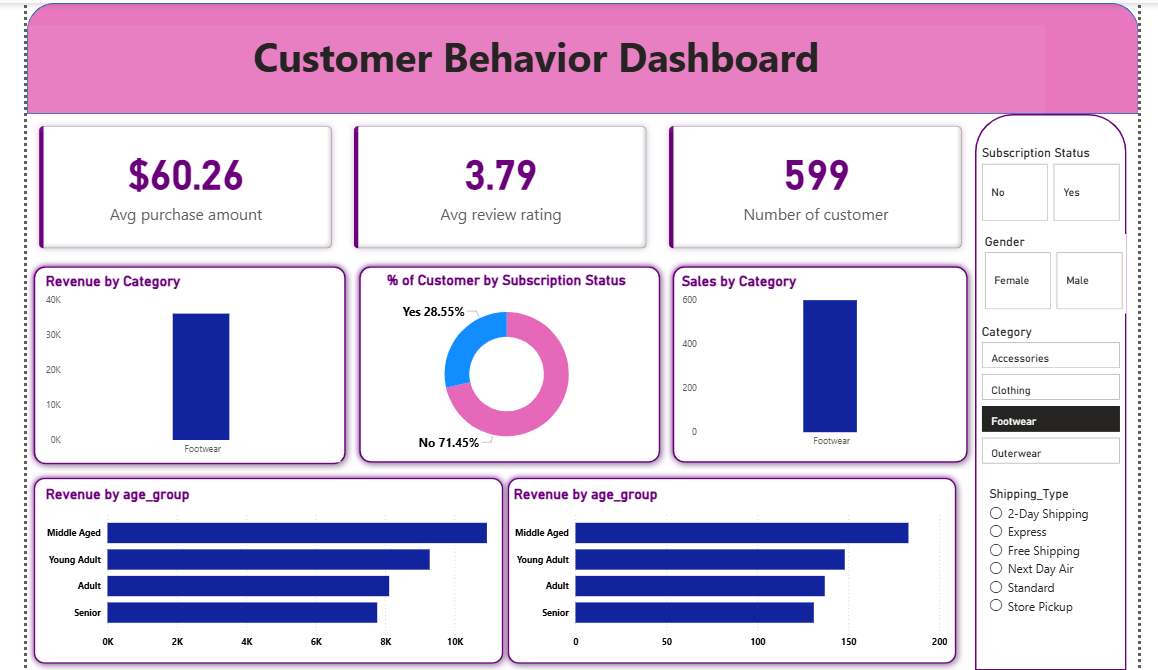 Customer Behavior Dashboard
$60.26
Avg purchase amount
3.79
Avg review rating
599
Number of customer
Subscription Status
No
Yes
Gender
Female
Male
Category
Accessories
Clothing
Footwear
Outerwear
Shipping_Type
2-Day Shipping
Express
Free Shipping
Next Day Air
Standard
Store Pickup
Revenue by Category
40K
30K
20K
10K
0K
Footwear
% of Customer by Subscription Status
Yes 28.55%
No 71.45%
Sales by Category
600
400
200
0
Footwear
Revenue by age_group
Middle Aged
Young Adult
Adult
Senior
0K 2K 4K 6K 8K 10K
Revenue by age_group
Middle Aged
Young Adult
Adult
Senior
0 50 100 150 200